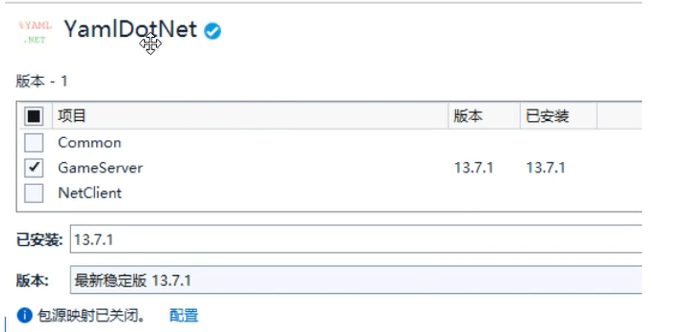 %YAML
.NET
YamlDotNet
版本 - 1
项目 版本 已安装
Common
GameServer 13.7.1 13.7.1
NetClient
已安装: 13.7.1
版本: 最新稳定版 13.7.1
包源映射已关闭。 配置